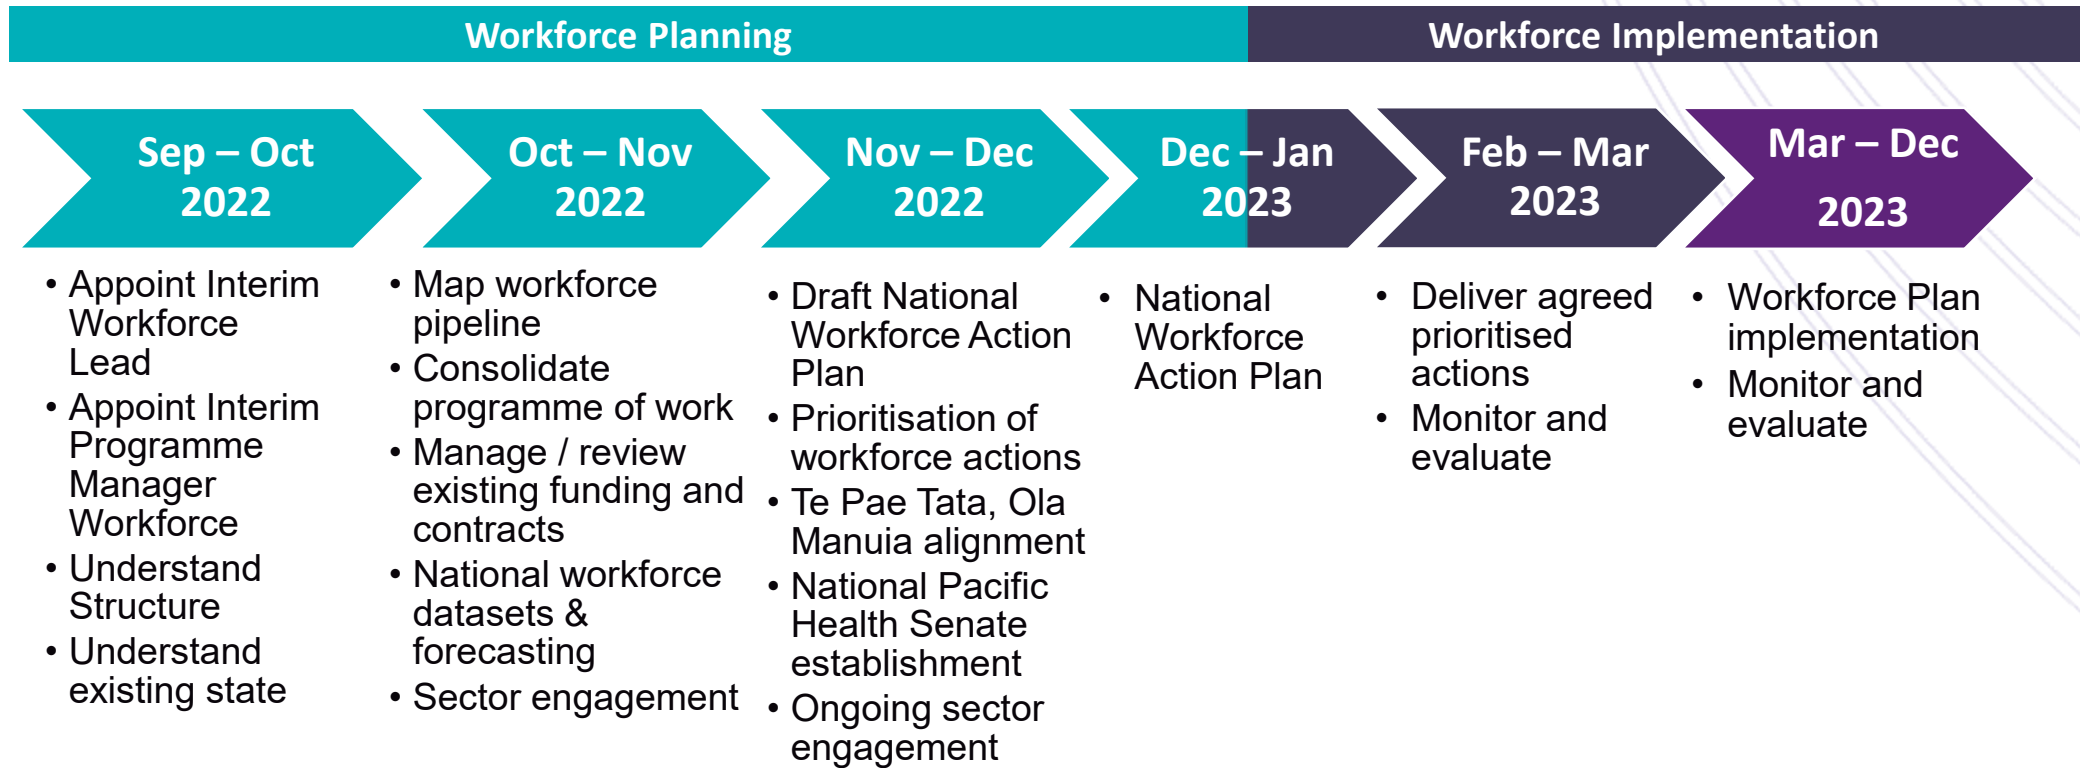 Workforce Planning
Workforce Implementation
Sep – Oct
2022
• Appoint Interim
Workforce
Lead
• Appoint Interim
Programme
Manager
Workforce
• Understand
Structure
• Understand
existing state
Oct – Nov
2022
• Map workforce
pipeline
• Consolidate
programme of work
• Manage / review
existing funding and
contracts
• National workforce
datasets &
forecasting
• Sector engagement
Nov – Dec
2022
• Draft National
Workforce Action
Plan
• Prioritisation of
workforce actions
• Te Pae Tata, Ola
Manuia alignment
• National Pacific
Health Senate
establishment
• Ongoing sector
engagement
Dec – Jan
2023
• National
Workforce
Action Plan
Feb – Mar
2023
• Deliver agreed
prioritised
actions
• Monitor and
evaluate
Mar – Dec
2023
• Workforce Plan
implementation
• Monitor and
evaluate